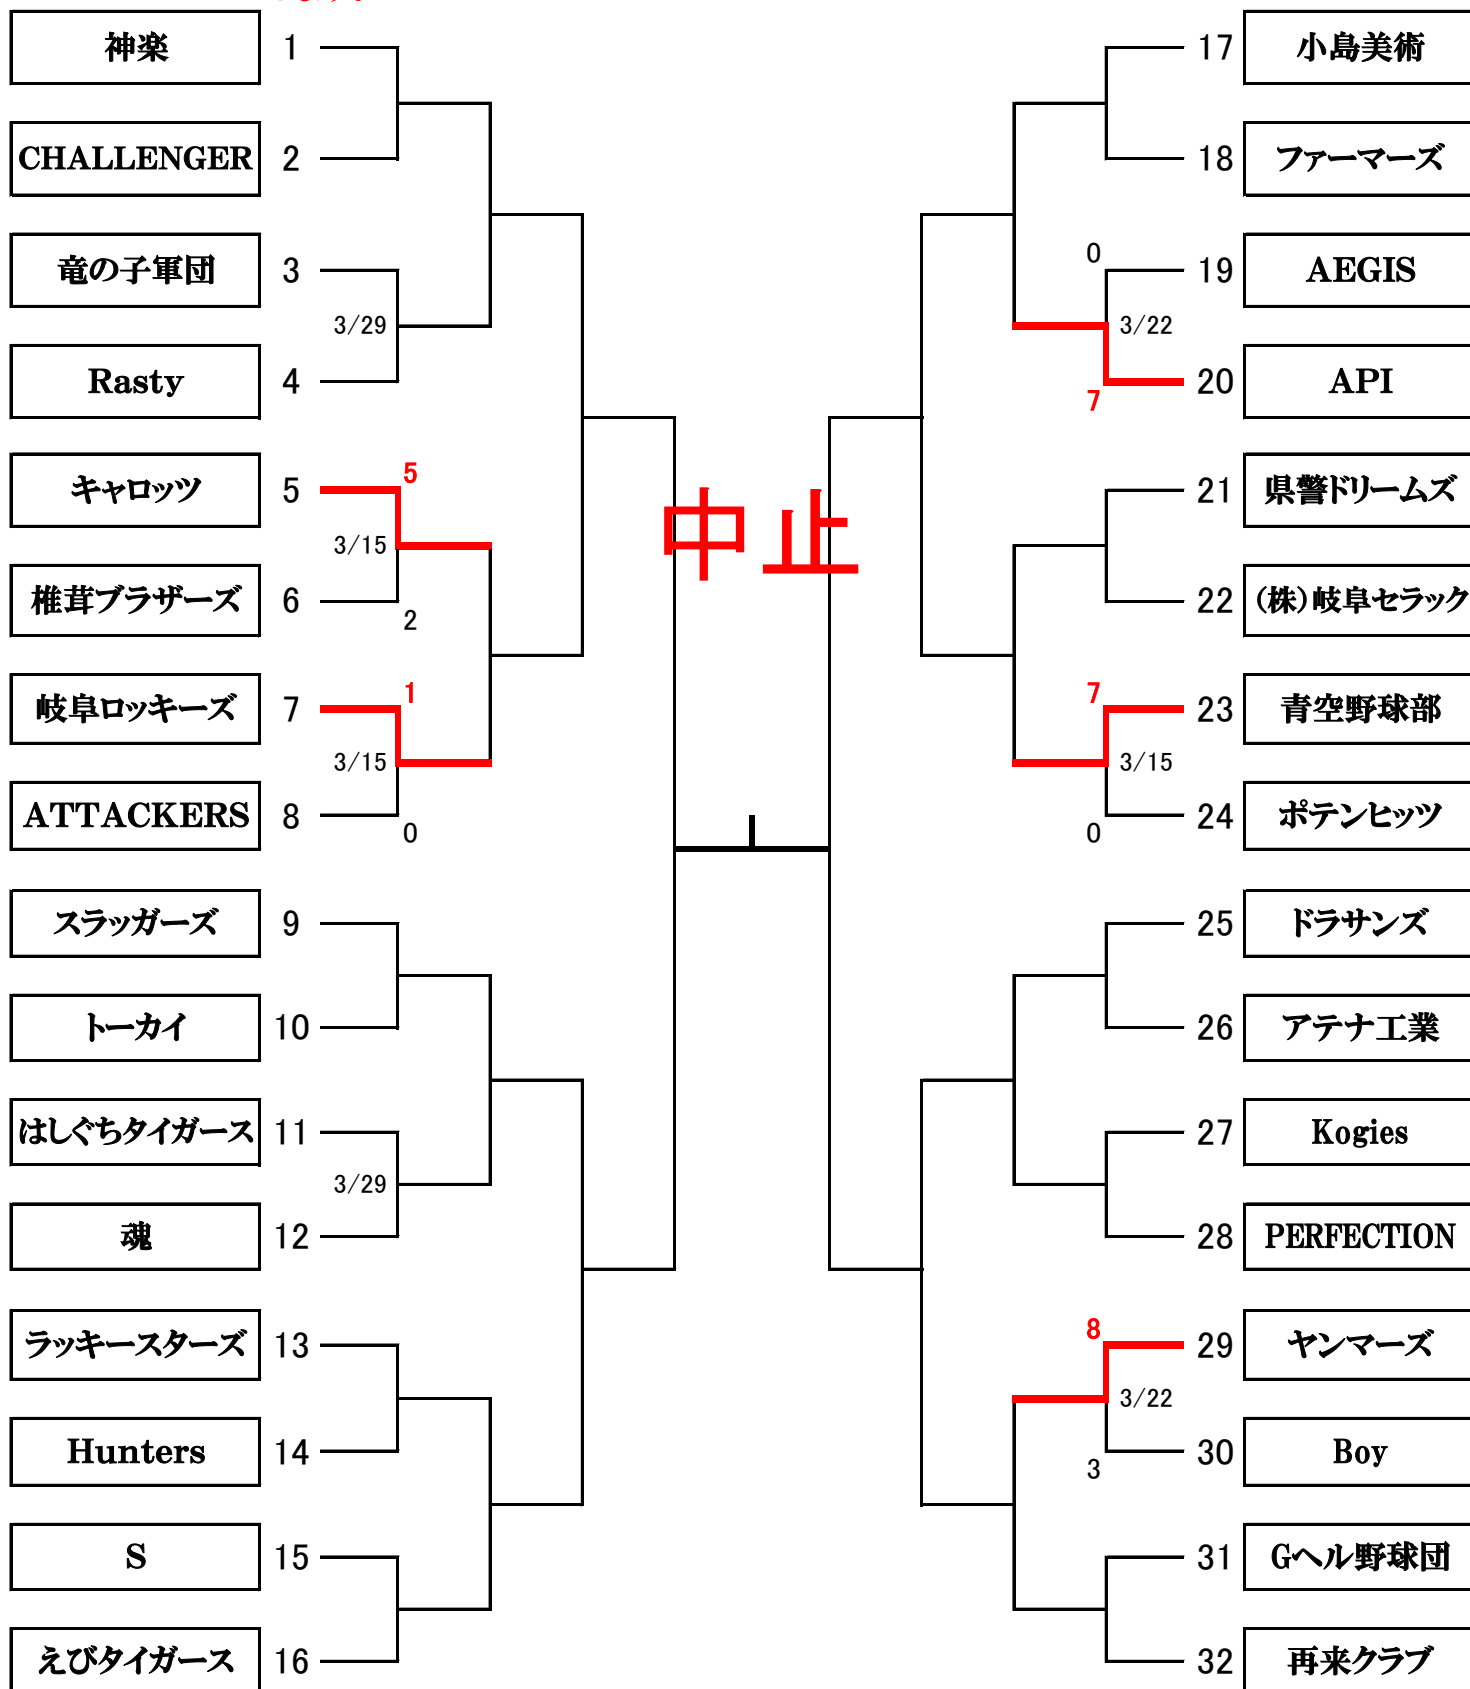 神楽 1
CHALLENGER 2
竜の子軍団 3
3/29
Rasty 4
キャロッツ 5
5
3/15
椎茸ブラザーズ 6
2
岐阜ロッキーズ 7
1
3/15
ATTACKERS 8
0
スラッガーズ 9
トーカイ 10
はしぐちタイガース 11
3/29
魂 12
ラッキースターズ 13
Hunters 14
S 15
えびタイガース 16
中止
17 小島美術
18 ファーマーズ
0
19 AEGIS
3/22
20 API
7
21 県警ドリームズ
22 (株)岐阜セラック
7
23 青空野球部
3/15
24 ポテンヒッツ
0
25 ドラサンズ
26 アテナ工業
27 Kogies
28 PERFECTION
8
29 ヤンマーズ
3/22
30 Boy
3
31 Gヘル野球団
32 再来クラブ